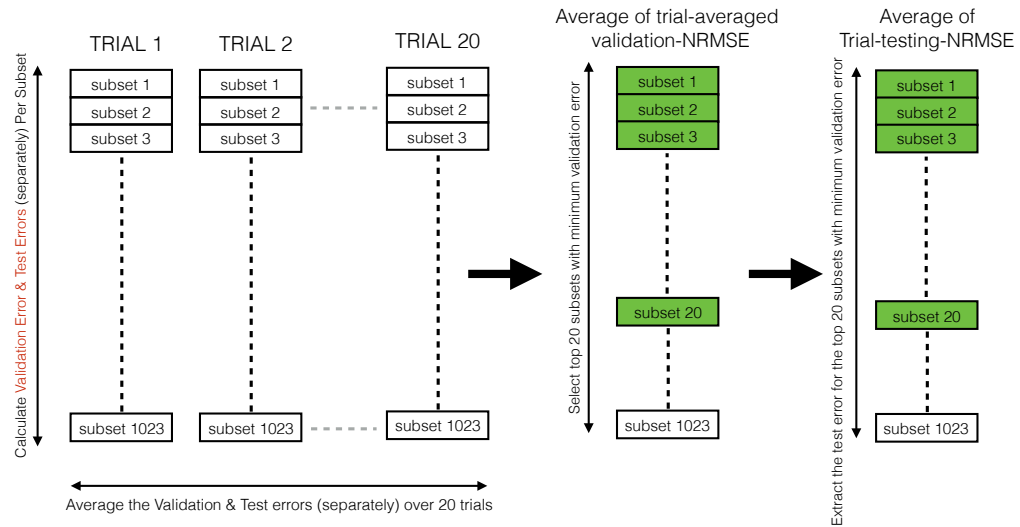 Calculate Validation Error & Test Errors (separately) Per Subset
TRIAL 1
subset 1
subset 2
subset 3
subset 1023
TRIAL 2
subset 1
subset 2
subset 3
subset 1023
TRIAL 20
subset 1
subset 2
subset 3
subset 1023
Average the Validation & Test errors (separately) over 20 trials
Average of trial-averaged
validation-NRMSE
Select top 20 subsets with minimum validation error
subset 1
subset 2
subset 3
subset 20
subset 1023
Average of
Trial-testing-NRMSE
Extract the test error for the top 20 subsets with minimum validation error
subset 1
subset 2
subset 3
subset 20
subset 1023